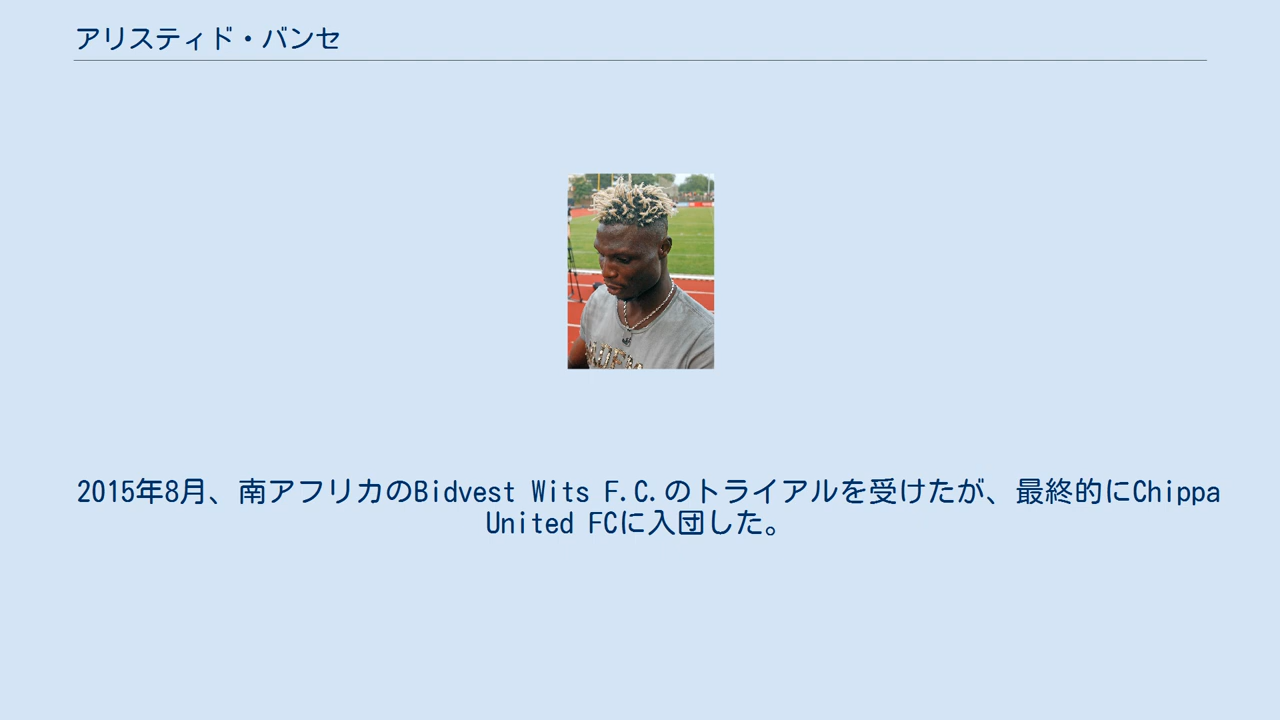 アリスティド・バンセ
2015年8月、南アフリカのBidvest Wits F.C.のトライアルを受けたが、最終的にChippa
United FCに入団した。